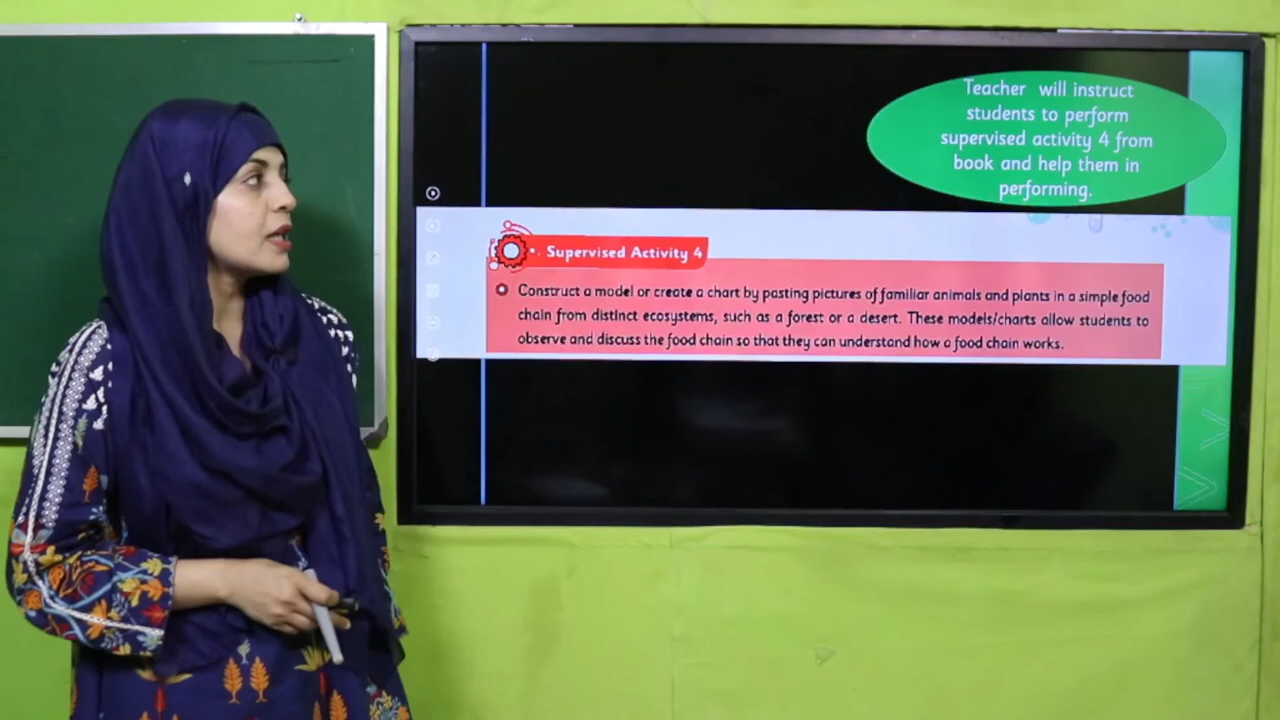 Teacher will instruct
students to perform
supervised activity 4 from
book and help them in
performing.
Supervised Activity 4
Construct a model or create a chart by pasting pictures of familiar animals and plants in a simple food
chain from distinct ecosystems, such as a forest or a desert. These models/charts allow students to
observe and discuss the food chain so that they can understand how a food chain works.